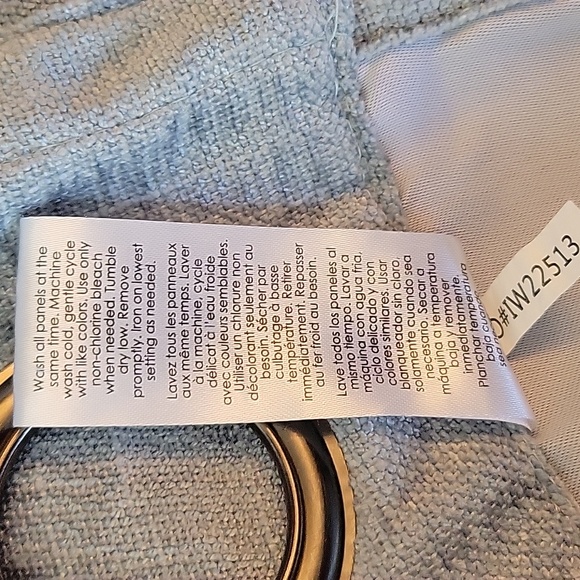 Wash all panels at the
same time. Machine
wash cold, gentle cycle
with like colors. Use only
non-chlorine bleach
when needed. Tumble
dry low. Remove
promptly. Iron on lowest
setting as needed.
Lavez tous les panneaux
aux même temps. Laver
à la machine, cycle
délicat à l'eau froide
avec couleurs semblables.
Utiliser un chlorure non
décolorant seulement au
besoin. Sécher par
culbutage à basse
température. Retirer
immédiatement. Repasser
au fer froid au besoin.
Lave todos los paneles al
mismo tiempo. Lavar a
máquina con agua fria,
ciclo delicado y con
colores similares. Usar
blanqueador sin cloro,
solamente cuando sea
necesario. Secar a
máquina a temperatura
baja y remover
inmediatamente.
Planchar temperatura
baja cuando
sea
O#IW22513